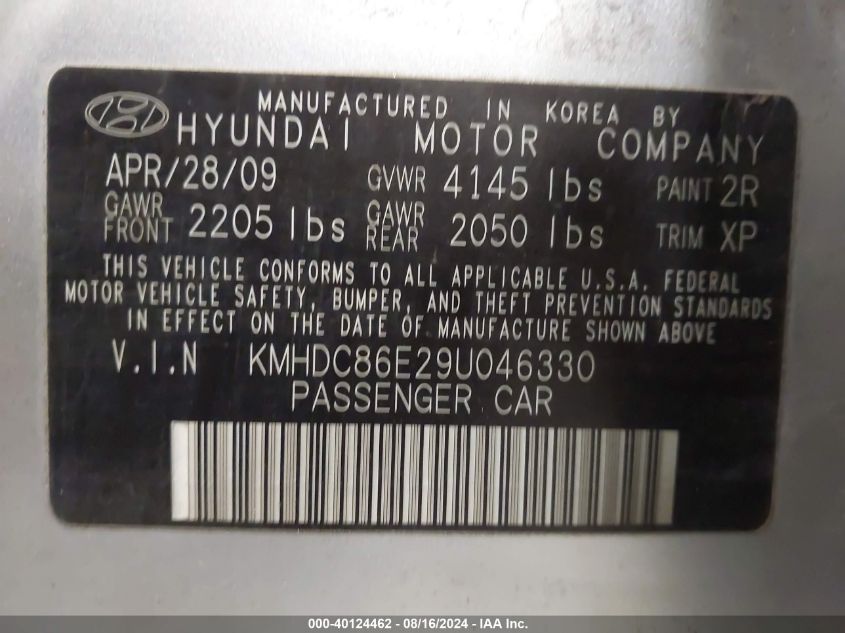 MANUFACTURED IN KOREA BY
HYUNDAI MOTOR COMPANY
APR/28/09 GVWR 4145 lbs PAINT 2R
GAWR FRONT 2205 lbs GAWR REAR 2050 lbs TRIM XP
THIS VEHICLE CONFORMS TO ALL APPLICABLE U.S.A. FEDERAL
MOTOR VEHICLE SAFETY, BUMPER, AND THEFT PREVENTION STANDARDS
IN EFFECT ON THE DATE OF MANUFACTURE SHOWN ABOVE
V.I.N KMHDC86E29U046330
PASSENGER CAR
000-40124462 - 08/16/2024 - IAA Inc.